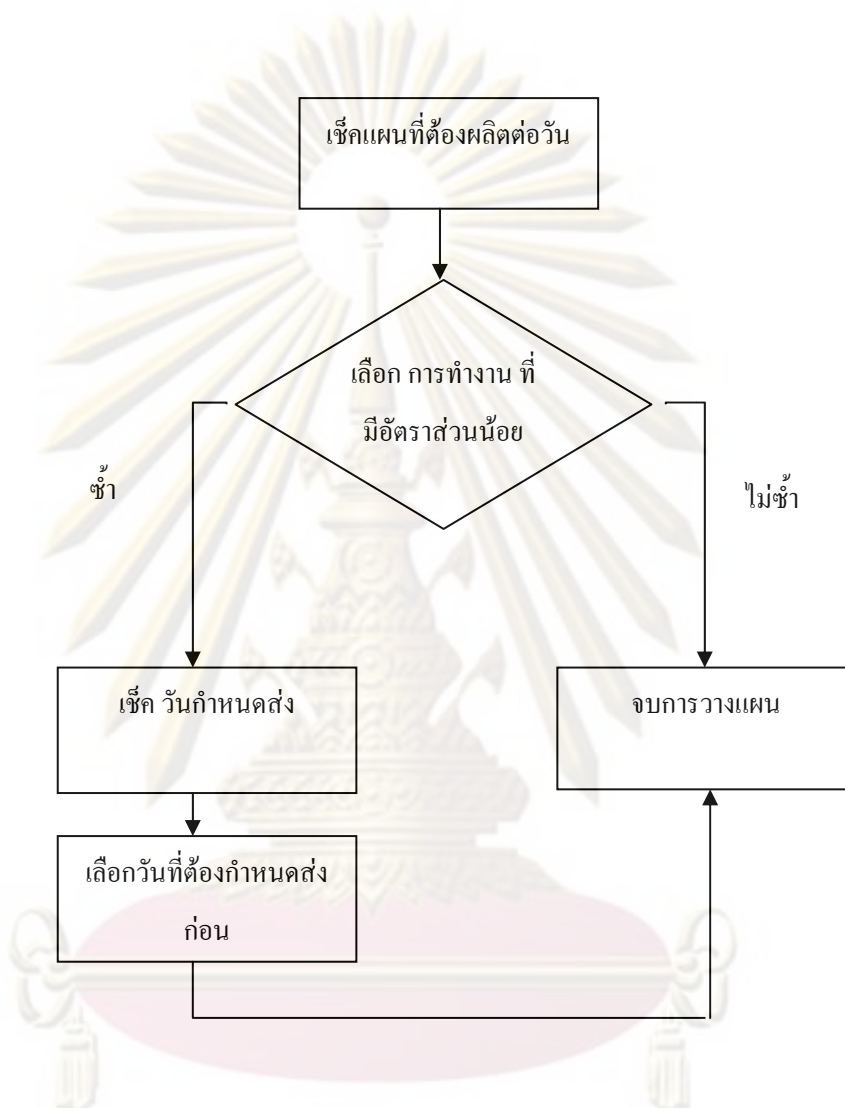 เช็คแผนที่ต้องผลิตต่อวัน
เลือก การทำงาน ที่
มีอัตราส่วนน้อย
ซ้ำ
ไม่ซ้ำ
เช็ค วันกำหนดส่ง
จบการวางแผน
เลือกวันที่ต้องกำหนดส่ง
ก่อน